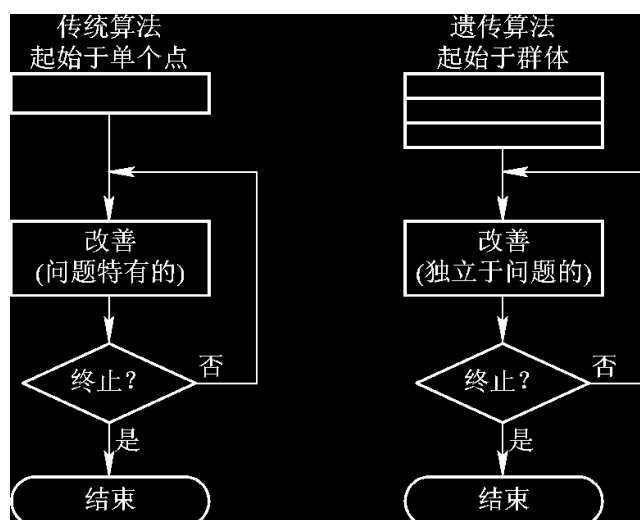 传统算法
起始于单个点
改善
(问题特有的)
终止?
否
是
结束
遗传算法
起始于群体
改善
(独立于问题的)
终止?
否
是
结束